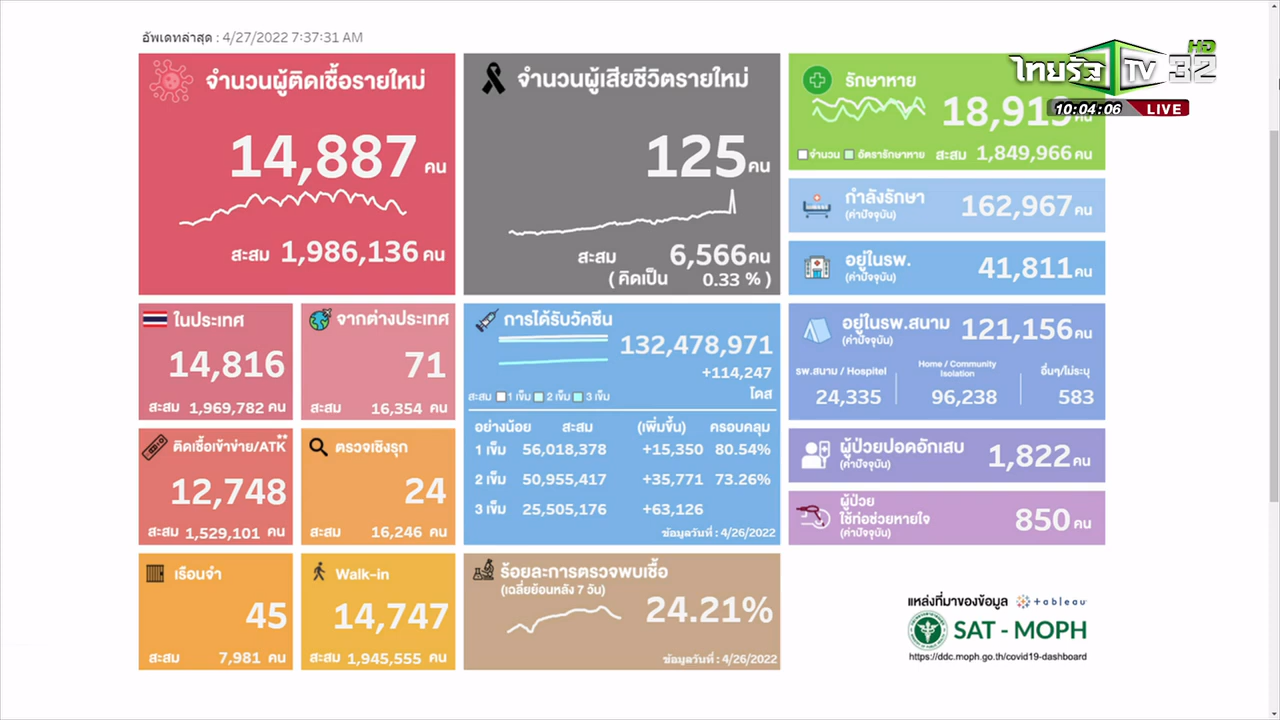 อัพเดทล่าสุด : 4/27/2022 7:37:31 AM
ไทยรัฐ TV 32 HD
10:04:06 LIVE
จำนวนผู้ติดเชื้อรายใหม่
14,887 คน
สะสม 1,986,136 คน
จำนวนผู้เสียชีวิตรายใหม่
125 คน
สะสม 6,566 คน
( คิดเป็น 0.33 % )
รักษาหาย
18,919 คน
จำนวน อัตรารักษาหาย สะสม 1,849,966 คน
กำลังรักษา
(ค่าปัจจุบัน)
162,967 คน
อยู่ในรพ.
(ค่าปัจจุบัน)
41,811 คน
ในประเทศ
14,816
สะสม 1,969,782 คน
จากต่างประเทศ
71
สะสม 16,354 คน
การได้รับวัคซีน
132,478,971
+114,247
โดส
สะสม 1 เข็ม 2 เข็ม 3 เข็ม
อย่างน้อย สะสม (เพิ่มขึ้น) ครอบคลุม
1 เข็ม 56,018,378 +15,350 80.54%
2 เข็ม 50,955,417 +35,771 73.26%
3 เข็ม 25,505,176 +63,126
ข้อมูลวันที่ : 4/26/2022
อยู่ในรพ.สนาม
(ค่าปัจจุบัน)
121,156 คน
รพ.สนาม / Hospitel
24,335
Home / Community
Isolation
96,238
อื่นๆ/ไม่ระบุ
583
ติดเชื้อเข้าข่าย/ATK**
12,748
สะสม 1,529,101 คน
ตรวจเชิงรุก
24
สะสม 16,246 คน
ผู้ป่วยปอดอักเสบ
(ค่าปัจจุบัน)
1,822 คน
ผู้ป่วย
ใช้ท่อช่วยหายใจ
(ค่าปัจจุบัน)
850 คน
เรือนจำ
45
สะสม 7,981 คน
Walk-in
14,747
สะสม 1,945,555 คน
ร้อยละการตรวจพบเชื้อ
(เฉลี่ยย้อนหลัง 7 วัน)
24.21%
ข้อมูลวันที่ : 4/26/2022
แหล่งที่มาของข้อมูล +tableau
SAT - MOPH
https://ddc.moph.go.th/covid19-dashboard